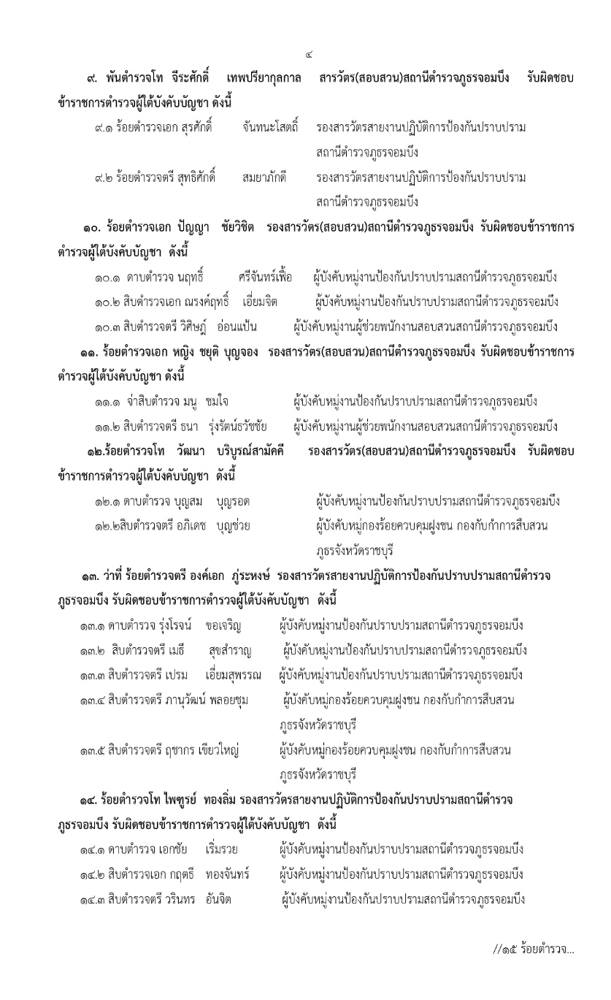 ๔
๙. พันตำรวจโท จีระศักดิ์ เทพปรียากุลกาล สารวัตร(สอบสวน)สถานีตำรวจภูธรจอมบึง รับผิดชอบ
ข้าราชการตำรวจผู้ใต้บังคับบัญชา ดังนี้
๙.๑ ร้อยตำรวจเอก สุรศักดิ์ จันทนะโสตถิ์ รองสารวัตรสายงานปฏิบัติการป้องกันปราบปราม
สถานีตำรวจภูธรจอมบึง
๙.๒ ร้อยตำรวจตรี สุทธิศักดิ์ สมยาภักดี รองสารวัตรสายงานปฏิบัติการป้องกันปราบปราม
สถานีตำรวจภูธรจอมบึง
๑๐. ร้อยตำรวจเอก ปัญญา ชัยวิชิต รองสารวัตร(สอบสวน)สถานีตำรวจภูธรจอมบึง รับผิดชอบข้าราชการ
ตำรวจผู้ใต้บังคับบัญชา ดังนี้
๑๐.๑ ดาบตำรวจ นฤทธิ์ ศรีจันทร์เฟื้อ ผู้บังคับหมู่งานป้องกันปราบปรามสถานีตำรวจภูธรจอมบึง
๑๐.๒ สิบตำรวจเอก ณรงค์ฤทธิ์ เอี่ยมจิต ผู้บังคับหมู่งานป้องกันปราบปรามสถานีตำรวจภูธรจอมบึง
๑๐.๓ สิบตำรวจตรี วิศิษฎ์ อ่อนแป้น ผู้บังคับหมู่งานผู้ช่วยพนักงานสอบสวนสถานีตำรวจภูธรจอมบึง
๑๑. ร้อยตำรวจเอก หญิง ชยุติ บุญจอง รองสารวัตร(สอบสวน)สถานีตำรวจภูธรจอมบึง รับผิดชอบข้าราชการ
ตำรวจผู้ใต้บังคับบัญชา ดังนี้
๑๑.๑ จ่าสิบตำรวจ มนู ชมใจ ผู้บังคับหมู่งานป้องกันปราบปรามสถานีตำรวจภูธรจอมบึง
๑๑.๒ สิบตำรวจตรี ธนา รุ่งรัตน์ธวัชชัย ผู้บังคับหมู่งานผู้ช่วยพนักงานสอบสวนสถานีตำรวจภูธรจอมบึง
๑๒.ร้อยตำรวจโท วัฒนา บริบูรณ์สามัคคี รองสารวัตร(สอบสวน)สถานีตำรวจภูธรจอมบึง รับผิดชอบ
ข้าราชการตำรวจผู้ใต้บังคับบัญชา ดังนี้
๑๒.๑ ดาบตำรวจ บุญสม บุญรอด ผู้บังคับหมู่งานป้องกันปราบปรามสถานีตำรวจภูธรจอมบึง
๑๒.๒สิบตำรวจตรี อภิเดช บุญช่วย ผู้บังคับหมู่กองร้อยควบคุมฝูงชน กองกับกำการสืบสวน
ภูธรจังหวัดราชบุรี
๑๓. ว่าที่ ร้อยตำรวจตรี องค์เอก ภู่ระหงษ์ รองสารวัตรสายงานปฏิบัติการป้องกันปราบปรามสถานีตำรวจ
ภูธรจอมบึง รับผิดชอบข้าราชการตำรวจผู้ใต้บังคับบัญชา ดังนี้
๑๓.๑ ดาบตำรวจ รุ่งโรจน์ ขอเจริญ ผู้บังคับหมู่งานป้องกันปราบปรามสถานีตำรวจภูธรจอมบึง
๑๓.๒ สิบตำรวจตรี เมธี สุขสำราญ ผู้บังคับหมู่งานป้องกันปราบปรามสถานีตำรวจภูธรจอมบึง
๑๓.๓ สิบตำรวจตรี เปรม เอี่ยมสุพรรณ ผู้บังคับหมู่งานป้องกันปราบปรามสถานีตำรวจภูธรจอมบึง
๑๓.๔ สิบตำรวจตรี ภานุวัฒน์ พลอยชุม ผู้บังคับหมู่กองร้อยควบคุมฝูงชน กองกับกำการสืบสวน
ภูธรจังหวัดราชบุรี
๑๓.๕ สิบตำรวจตรี ฤชากร เขียวใหญ่ ผู้บังคับหมู่กองร้อยควบคุมฝูงชน กองกับกำการสืบสวน
ภูธรจังหวัดราชบุรี
๑๔. ร้อยตำรวจโท ไพฑูรย์ ทองลิ่ม รองสารวัตรสายงานปฏิบัติการป้องกันปราบปรามสถานีตำรวจ
ภูธรจอมบึง รับผิดชอบข้าราชการตำรวจผู้ใต้บังคับบัญชา ดังนี้
๑๔.๑ ดาบตำรวจ เอกชัย เริ่มรวย ผู้บังคับหมู่งานป้องกันปราบปรามสถานีตำรวจภูธรจอมบึง
๑๔.๒ สิบตำรวจเอก กฤตธี ทองจันทร์ ผู้บังคับหมู่งานป้องกันปราบปรามสถานีตำรวจภูธรจอมบึง
๑๔.๓ สิบตำรวจตรี วรินทร อันจิต ผู้บังคับหมู่งานป้องกันปราบปรามสถานีตำรวจภูธรจอมบึง
//๑๕ ร้อยตำรวจ...